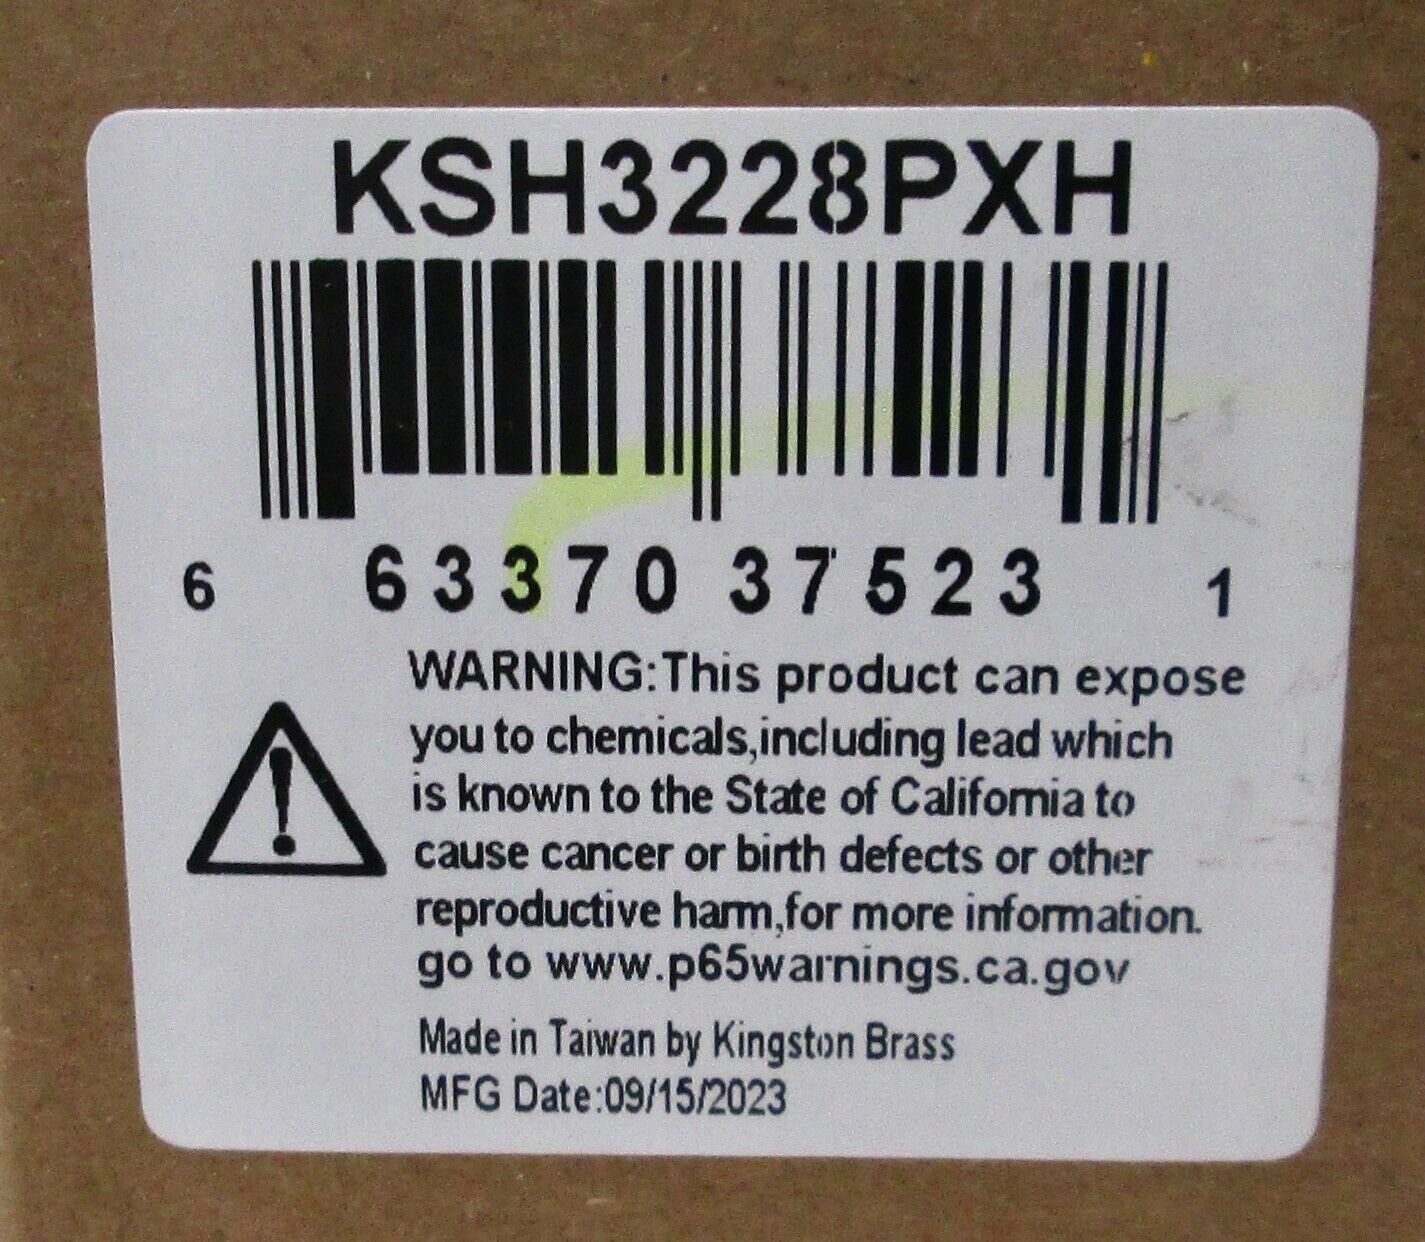 KSH3228PXH
6 63370 37523 1
WARNING:This product can expose
you to chemicals,including lead which
is known to the State of California to
cause cancer or birth defects or other
reproductive harm,for more information.
go to www.p65warnings.ca.gov
Made in Taiwan by Kingston Brass
MFG Date:09/15/2023